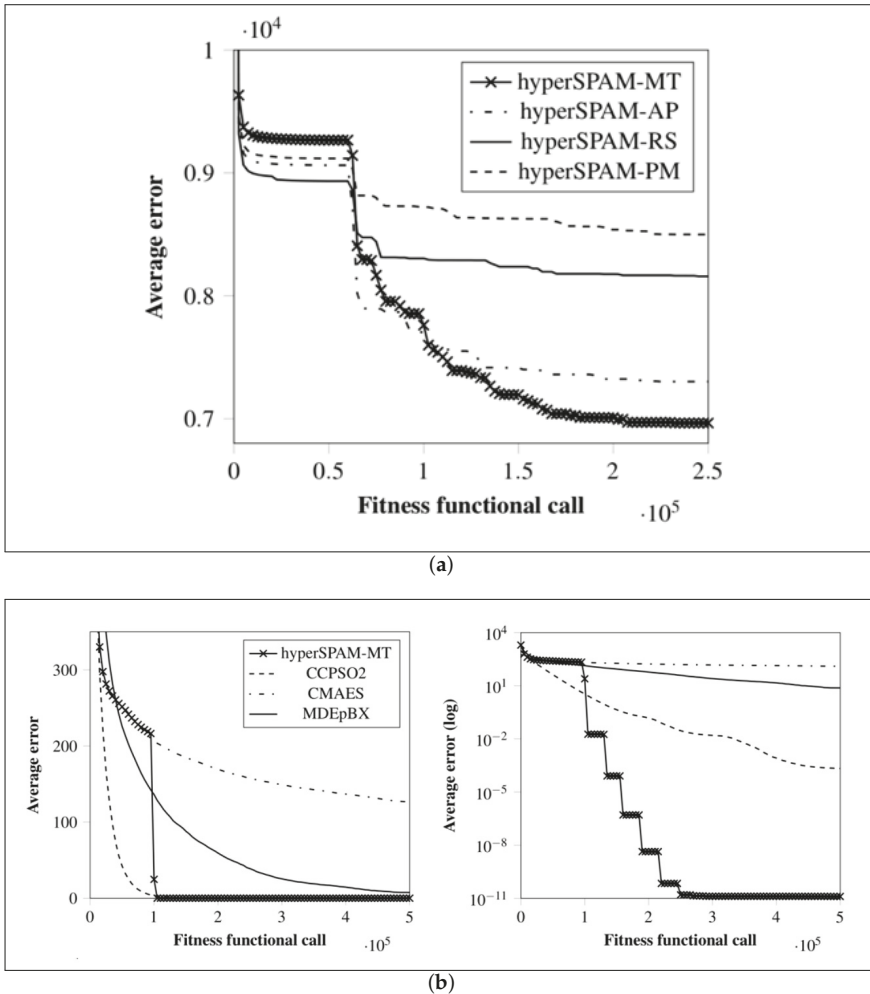 ·10⁴
1
0.9
0.8
0.7
Average error
hyperSPAM-MT
hyperSPAM-AP
hyperSPAM-RS
hyperSPAM-PM
0 0.5 1 1.5 2 2.5
Fitness functional call
·10⁵
(a)
300
200
100
0
Average error
hyperSPAM-MT
CCPSO2
CMAES
MDEpBX
0 1 2 3 4 5
Fitness functional call
·10⁵
10⁴
10¹
10⁻²
10⁻⁵
10⁻⁸
10⁻¹¹
Average error (log)
0 1 2 3 4 5
Fitness functional call
·10⁵
(b)